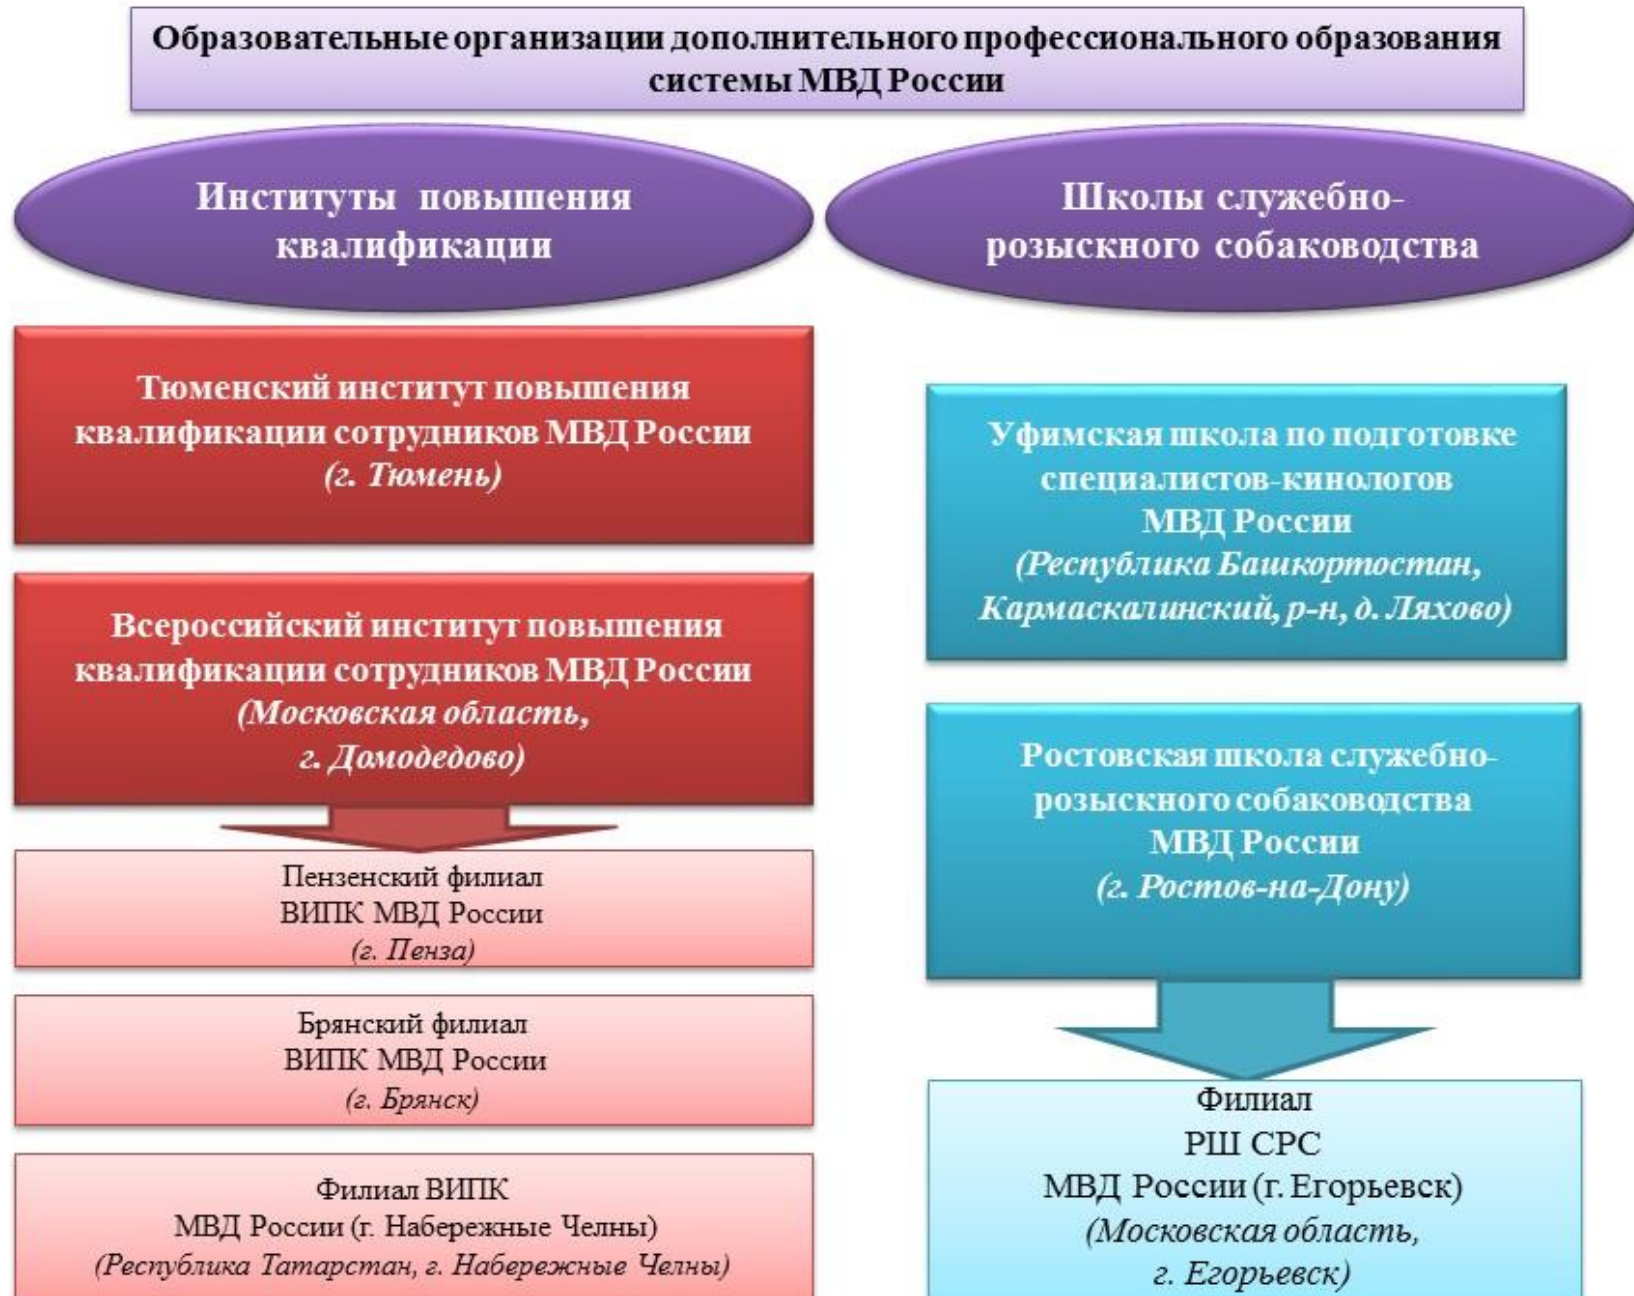 Образовательные организации дополнительного профессионального образования
системы МВД России
Институты повышения
квалификации
Школы служебно-
розыскного собаководства
Тюменский институт повышения
квалификации сотрудников МВД России
(г. Тюмень)
Всероссийский институт повышения
квалификации сотрудников МВД России
(Московская область,
г. Домодедово)
Пензенский филиал
ВИПК МВД России
(г. Пенза)
Брянский филиал
ВИПК МВД России
(г. Брянск)
Филиал ВИПК
МВД России (г. Набережные Челны)
(Республика Татарстан, г. Набережные Челны)
Уфимская школа по подготовке
специалистов-кинологов
МВД России
(Республика Башкортостан,
Кармаскалинский, р-н, д. Ляхово)
Ростовская школа служебно-
розыскного собаководства
МВД России
(г. Ростов-на-Дону)
Филиал
РШ СРС
МВД России (г. Егорьевск)
(Московская область,
г. Егорьевск)